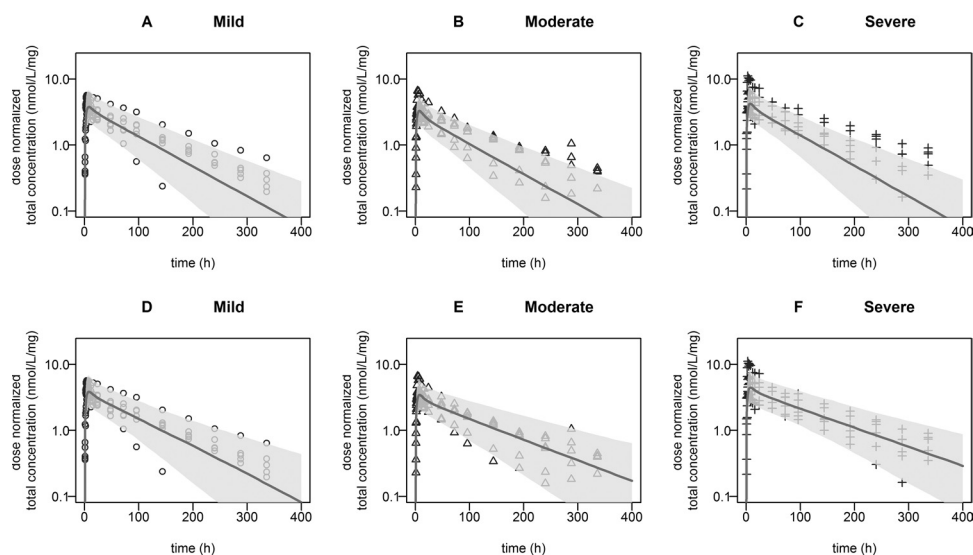 A Mild
B Moderate
C Severe
dose normalized
total concentration (nmol/L/mg)
10.0
1.0
0.1
0 100 200 300 400
time (h)
dose normalized
total concentration (nmol/L/mg)
10.0
1.0
0.1
0 100 200 300 400
time (h)
dose normalized
total concentration (nmol/L/mg)
10.0
1.0
0.1
0 100 200 300 400
time (h)
D Mild
E Moderate
F Severe
dose normalized
total concentration (nmol/L/mg)
10.0
1.0
0.1
0 100 200 300 400
time (h)
dose normalized
total concentration (nmol/L/mg)
10.0
1.0
0.1
0 100 200 300 400
time (h)
dose normalized
total concentration (nmol/L/mg)
10.0
1.0
0.1
0 100 200 300 400
time (h)